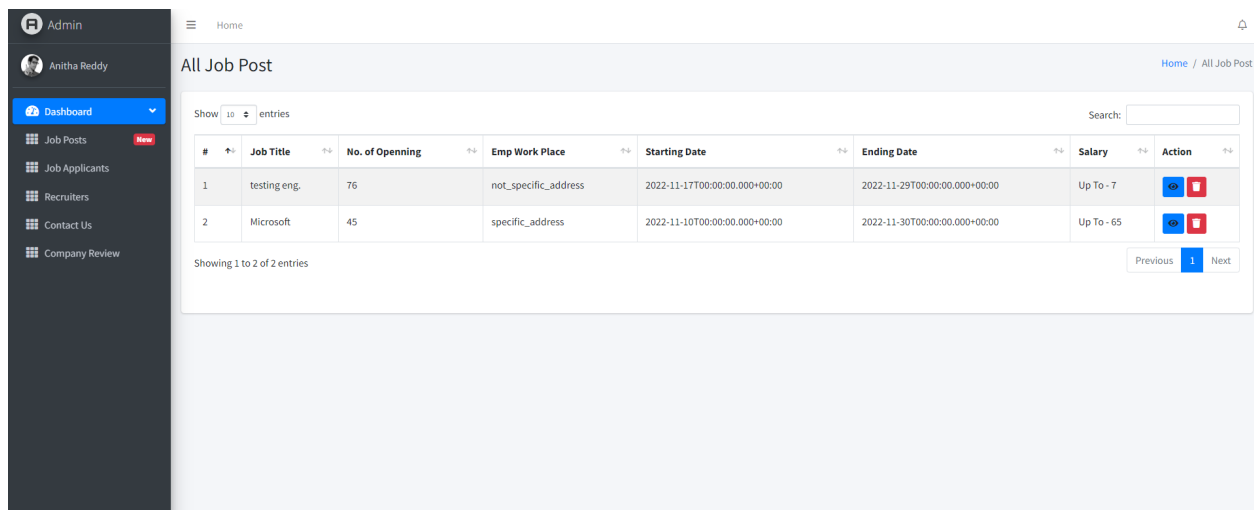 Admin
Home
Anitha Reddy
All Job Post
Home / All Job Post
Dashboard
Job Posts New
Job Applicants
Recruiters
Contact Us
Company Review
Show 10 entries
Search:
# Job Title No. of Openning Emp Work Place Starting Date Ending Date Salary Action
1 testing eng. 76 not_specific_address 2022-11-17T00:00:00.000+00:00 2022-11-29T00:00:00.000+00:00 Up To - 7
2 Microsoft 45 specific_address 2022-11-10T00:00:00.000+00:00 2022-11-30T00:00:00.000+00:00 Up To - 65
Showing 1 to 2 of 2 entries
Previous 1 Next